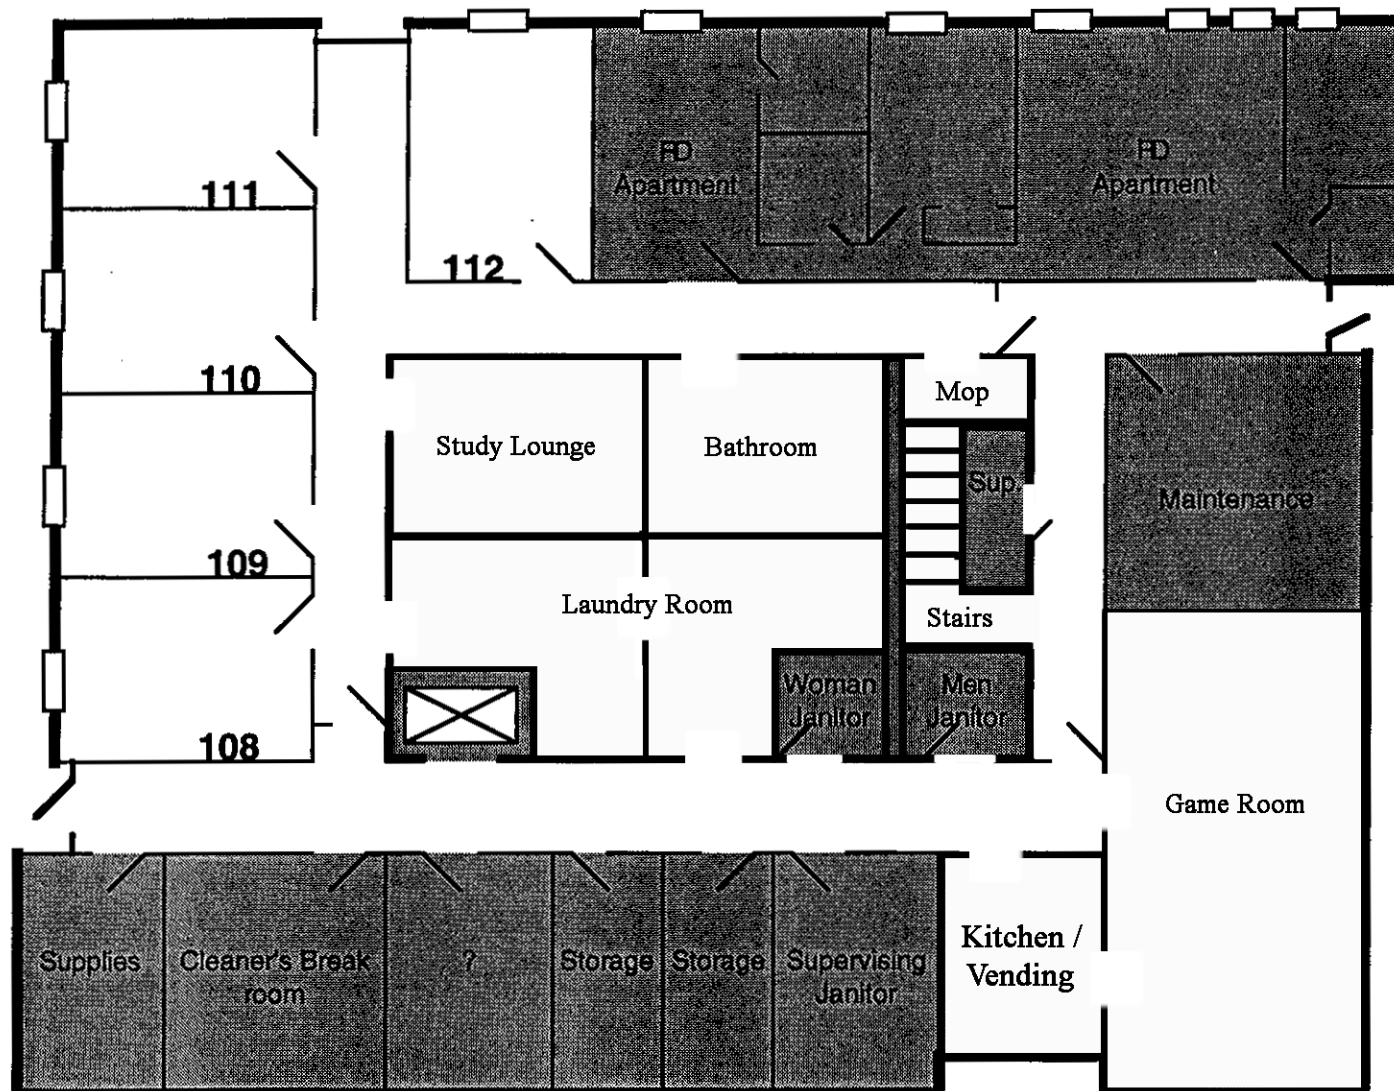 111
RD
Apartment
RD
Apartment
112
110
Mop
Study Lounge
Bathroom
Sup.
Maintenance
109
Laundry Room
Stairs
Woman
Janitor
Men
Janitor
108
Game Room
Supplies
Cleaner's Break
room
?
Storage
Storage
Supervising
Janitor
Kitchen /
Vending